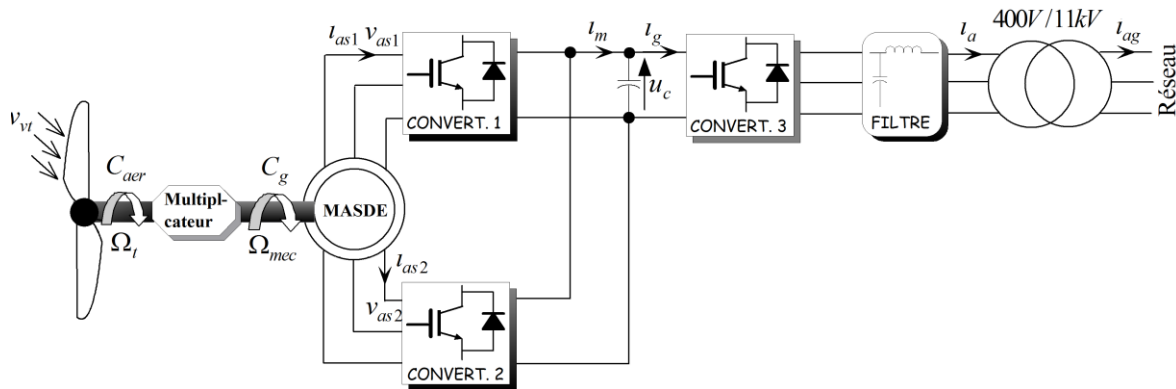 i_as1 v_as1
i_m
i_g
i_a
400V/11kV
i_ag
u_c
CONVERT. 1
CONVERT. 3
FILTRE
Réseau
v_vt
C_aer
C_g
Multipl-
cateur
MASDE
Ω_t
Ω_mec
i_as2
v_as2
CONVERT. 2